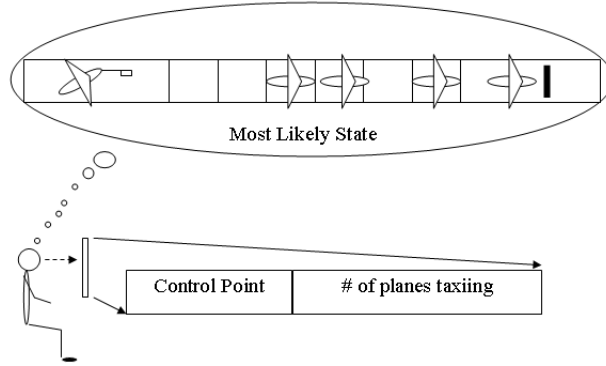 Most Likely State
Control Point
# of planes taxiing